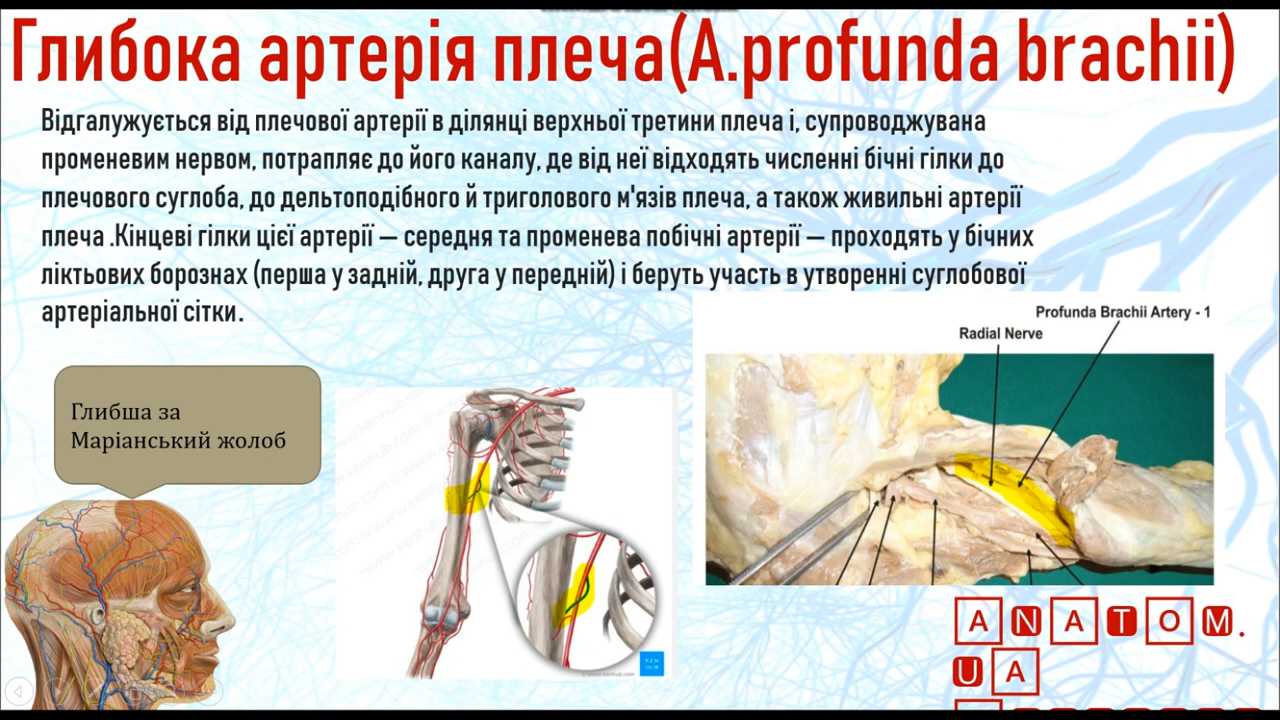 Глибока артерія плеча(A.profunda brachii)
Відгалужується від плечової артерії в ділянці верхньої третини плеча і, супроводжувана
променевим нервом, потрапляє до його каналу, де від неї відходять численні бічні гілки до
плечового суглоба, до дельтоподібного й триголового м'язів плеча, а також живильні артерії
плеча .Кінцеві гілки цієї артерії — середня та променева побічні артерії — проходять у бічних
ліктьових борознах (перша у задній, друга у передній) і беруть участь в утворенні суглобової
артеріальної сітки.
Profunda Brachii Artery - 1
Radial Nerve
Глибша за
Маріанський жолоб
ANATOM.
UA